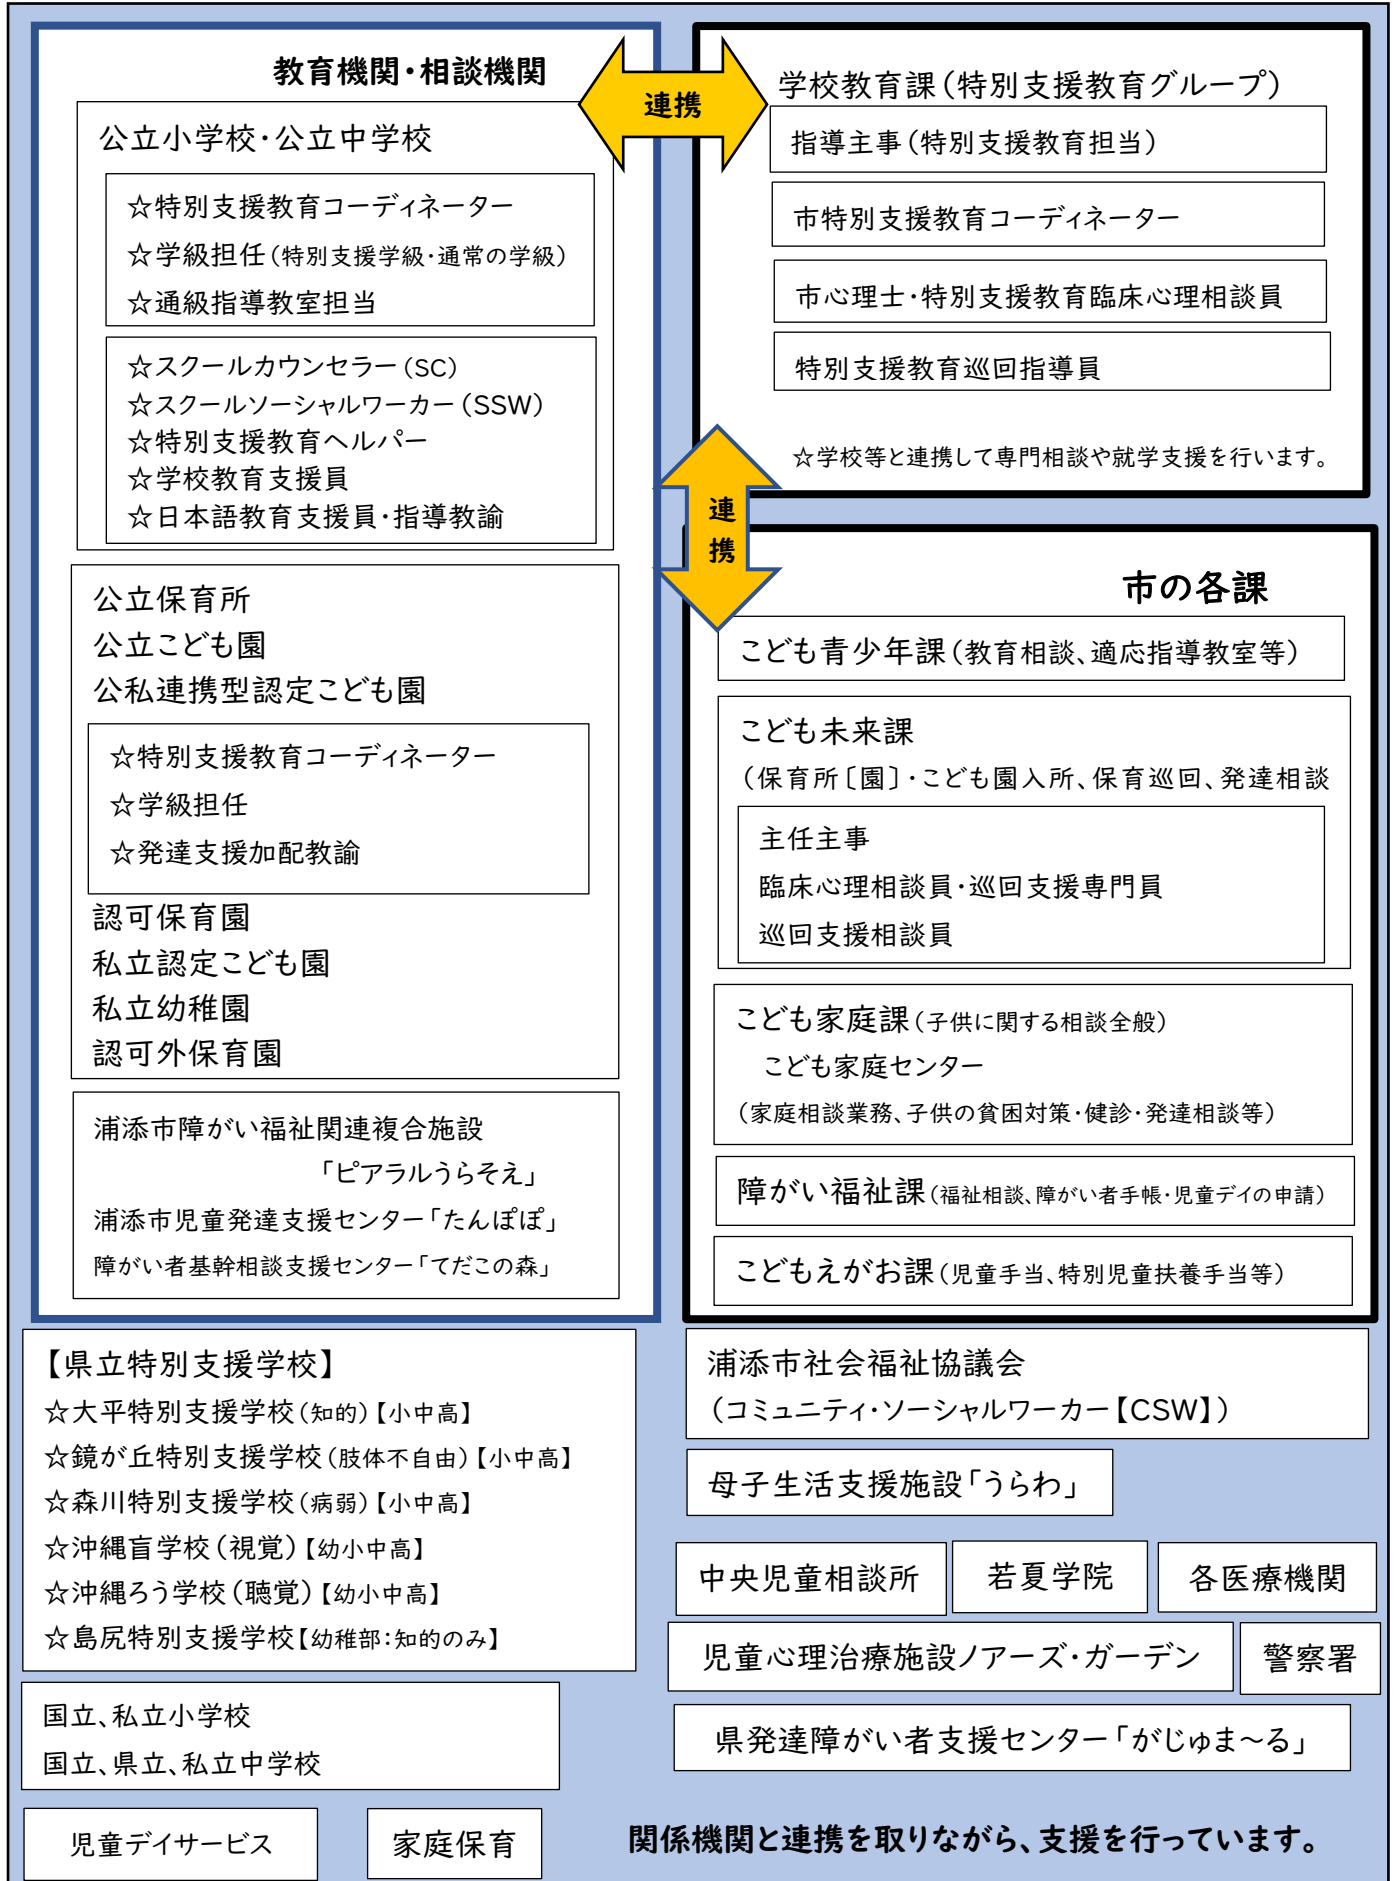 教育機関・相談機関
公立小学校・公立中学校
☆特別支援教育コーディネーター
☆学級担任(特別支援学級・通常の学級)
☆通級指導教室担当
☆スクールカウンセラー(SC)
☆スクールソーシャルワーカー(SSW)
☆特別支援教育ヘルパー
☆学校教育支援員
☆日本語教育支援員・指導教諭
公立保育所
公立こども園
公私連携型認定こども園
☆特別支援教育コーディネーター
☆学級担任
☆発達支援加配教諭
認可保育園
私立認定こども園
私立幼稚園
認可外保育園
浦添市障がい福祉関連複合施設
「ピアラルうらそえ」
浦添市児童発達支援センター「たんぽぽ」
障がい者基幹相談支援センター「てだこの森」
連携
学校教育課(特別支援教育グループ)
指導主事(特別支援教育担当)
市特別支援教育コーディネーター
市心理士・特別支援教育臨床心理相談員
特別支援教育巡回指導員
☆学校等と連携して専門相談や就学支援を行います。
連
携
市の各課
こども青少年課(教育相談、適応指導教室等)
こども未来課
(保育所〔園〕・こども園入所、保育巡回、発達相談
主任主事
臨床心理相談員・巡回支援専門員
巡回支援相談員
こども家庭課(子供に関する相談全般)
こども家庭センター
(家庭相談業務、子供の貧困対策・健診・発達相談等)
障がい福祉課(福祉相談、障がい者手帳・児童デイの申請)
こどもえがお課(児童手当、特別児童扶養手当等)
【県立特別支援学校】
☆大平特別支援学校(知的)【小中高】
☆鏡が丘特別支援学校(肢体不自由)【小中高】
☆森川特別支援学校(病弱)【小中高】
☆沖縄盲学校(視覚)【幼小中高】
☆沖縄ろう学校(聴覚)【幼小中高】
☆島尻特別支援学校【幼稚部:知的のみ】
国立、私立小学校
国立、県立、私立中学校
児童デイサービス
家庭保育
浦添市社会福祉協議会
(コミュニティ・ソーシャルワーカー【CSW】)
母子生活支援施設「うらわ」
中央児童相談所
若夏学院
各医療機関
児童心理治療施設ノアーズ・ガーデン
警察署
県発達障がい者支援センター「がじゅま~る」
関係機関と連携を取りながら、支援を行っています。